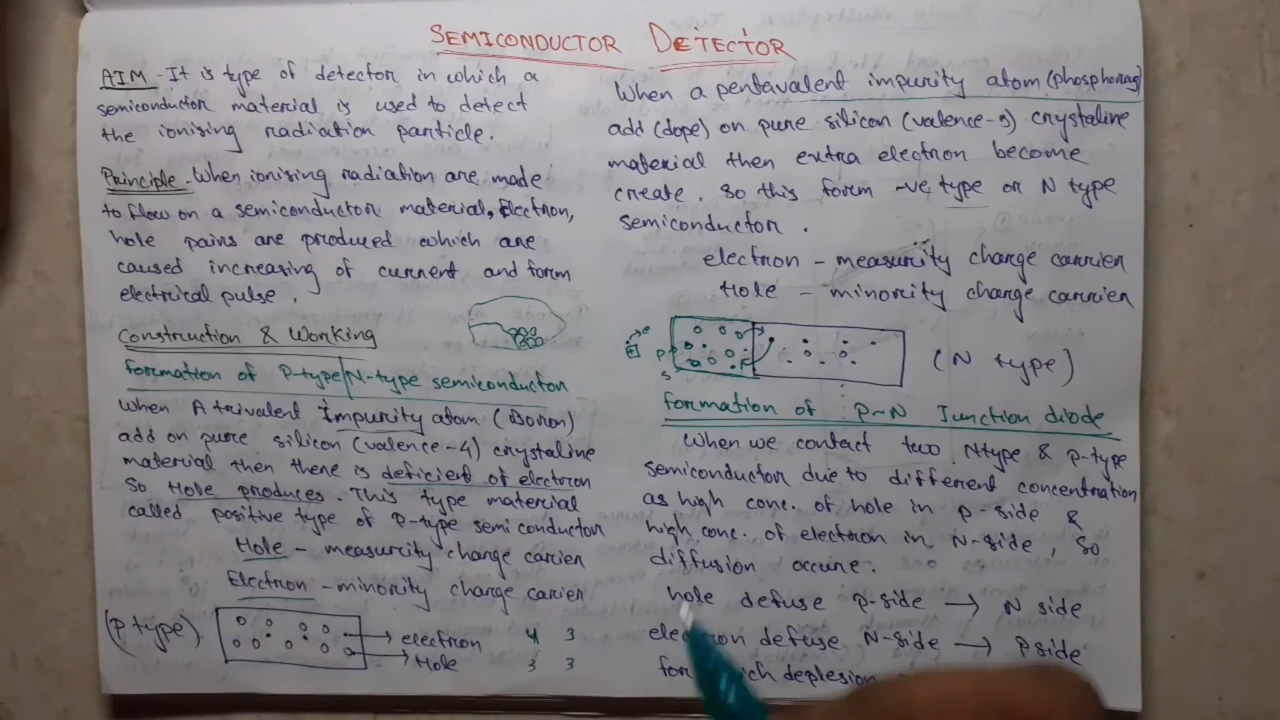 SEMICONDUCTOR DETECTOR
AIM - It is type of detector in which a
semiconductor material is used to detect
the ionising radiation particle.
Principle. When ionising radiation are made
to flow on a semiconductor material, Electron,
hole pairs are produced which are
caused increasing of current and form
electrical pulse.
Construction & Working
formation of P-type/N-type semiconductor
When A trivalent Impurity atom (Boron)
add on pure silicon (valence-4) crystaline
material then there is deficient of electron
So Hole produces. This type material
called positive type of P-type semiconductor
Hole - measurity change carrier
Electron - minority change carier
(P type)
electron
Hole
4 3
3 3
When a pentavalent impurity atom (phosphorus)
add (dope) on pure silicon (valence-) crystaline
material then extra electron become
create. So this form -ve type or N type
semiconductor.
electron - measurity change carrier
Hole - minority change carrier
e
P
S
(N type)
formation of P-N Junction diode
When we contact two N type & p-type
semiconductor due to different concentration
as high conc. of hole in p-side &
high conc. of electron in N-side, So
diffusion occure.
hole defuse p-side → N side
electron defuse N-side → P side
for which deplesion